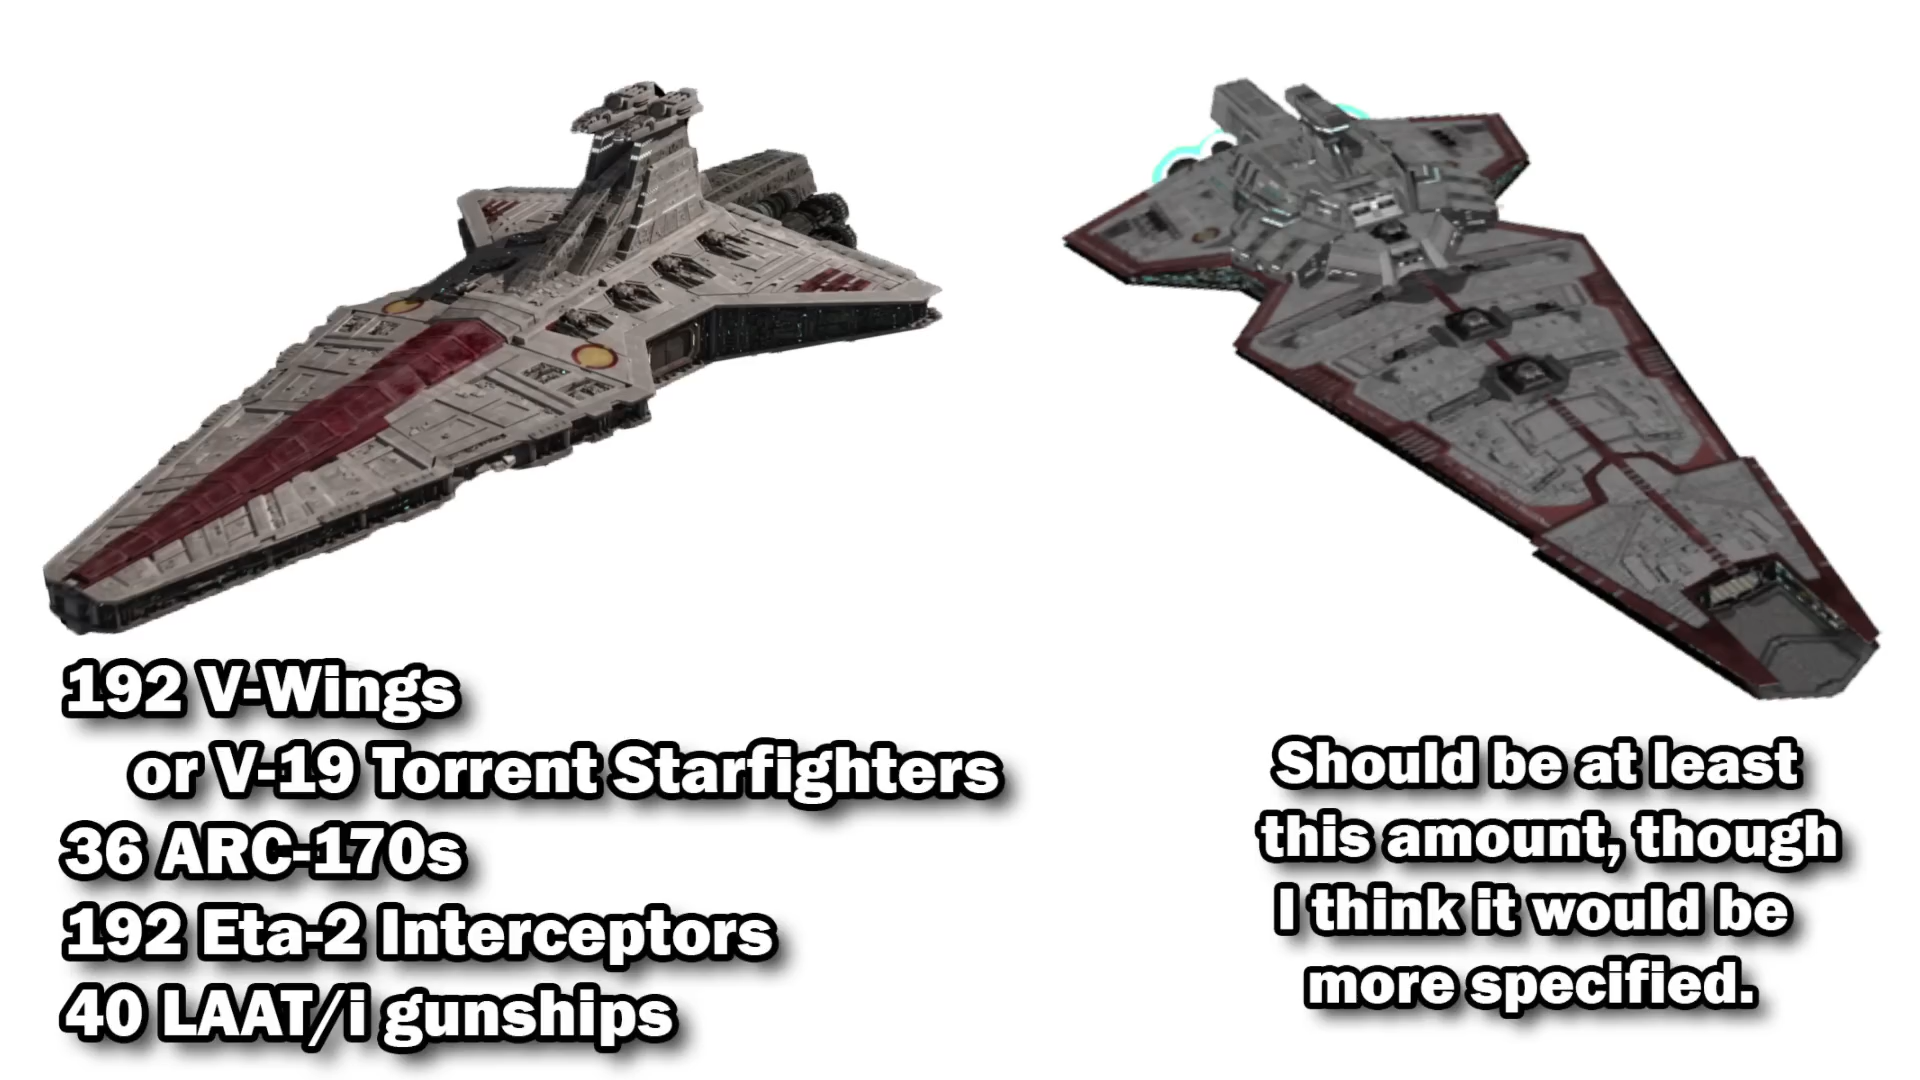 192 V-Wings
or V-19 Torrent Starfighters
36 ARC-170s
192 Eta-2 Interceptors
40 LAAT/i gunships
Should be at least
this amount, though
I think it would be
more specified.